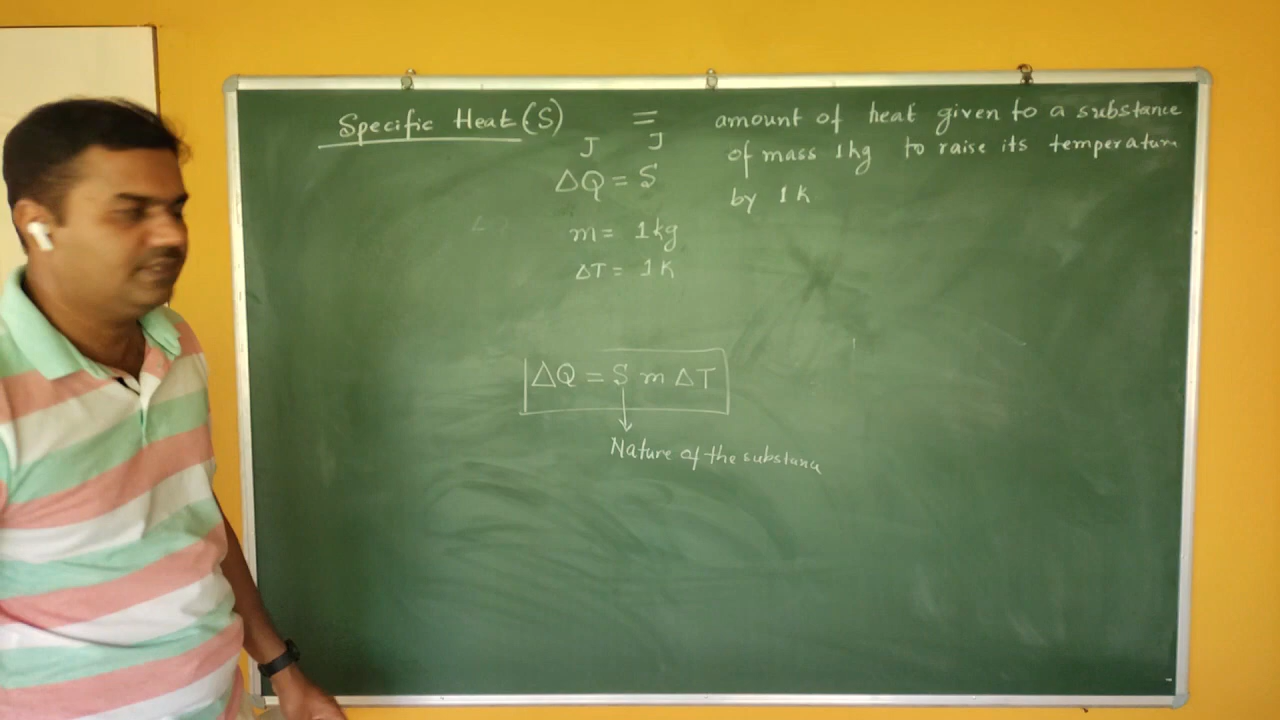 Specific Heat (S) = amount of heat given to a substance
of mass 1kg to raise its temperature
by 1 K
J J
ΔQ = S
m = 1kg
ΔT = 1K
ΔQ = S m ΔT
Nature of the substance